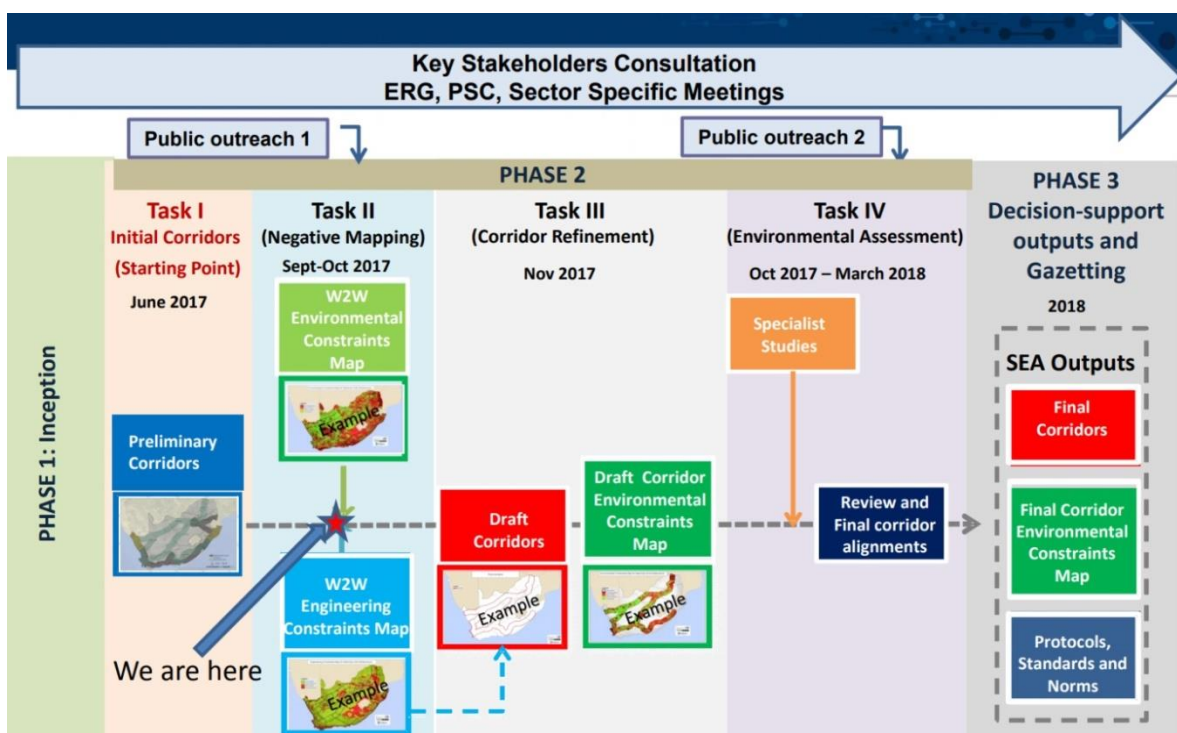 Key Stakeholders Consultation
ERG, PSC, Sector Specific Meetings
Public outreach 1
Public outreach 2
PHASE 1: Inception
PHASE 2
Task I
Initial Corridors
(Starting Point)
June 2017
Preliminary
Corridors
We are here
Task II
(Negative Mapping)
Sept-Oct 2017
W2W
Environmental
Constraints
Map
Example
W2W
Engineering
Constraints Map
Example
Task III
(Corridor Refinement)
Nov 2017
Draft
Corridors
Example
Draft Corridor
Environmental
Constraints
Map
Example
Task IV
(Environmental Assessment)
Oct 2017 – March 2018
Specialist
Studies
Review and
Final corridor
alignments
PHASE 3
Decision-support
outputs and
Gazetting
2018
SEA Outputs
Final
Corridors
Final Corridor
Environmental
Constraints
Map
Protocols,
Standards and
Norms